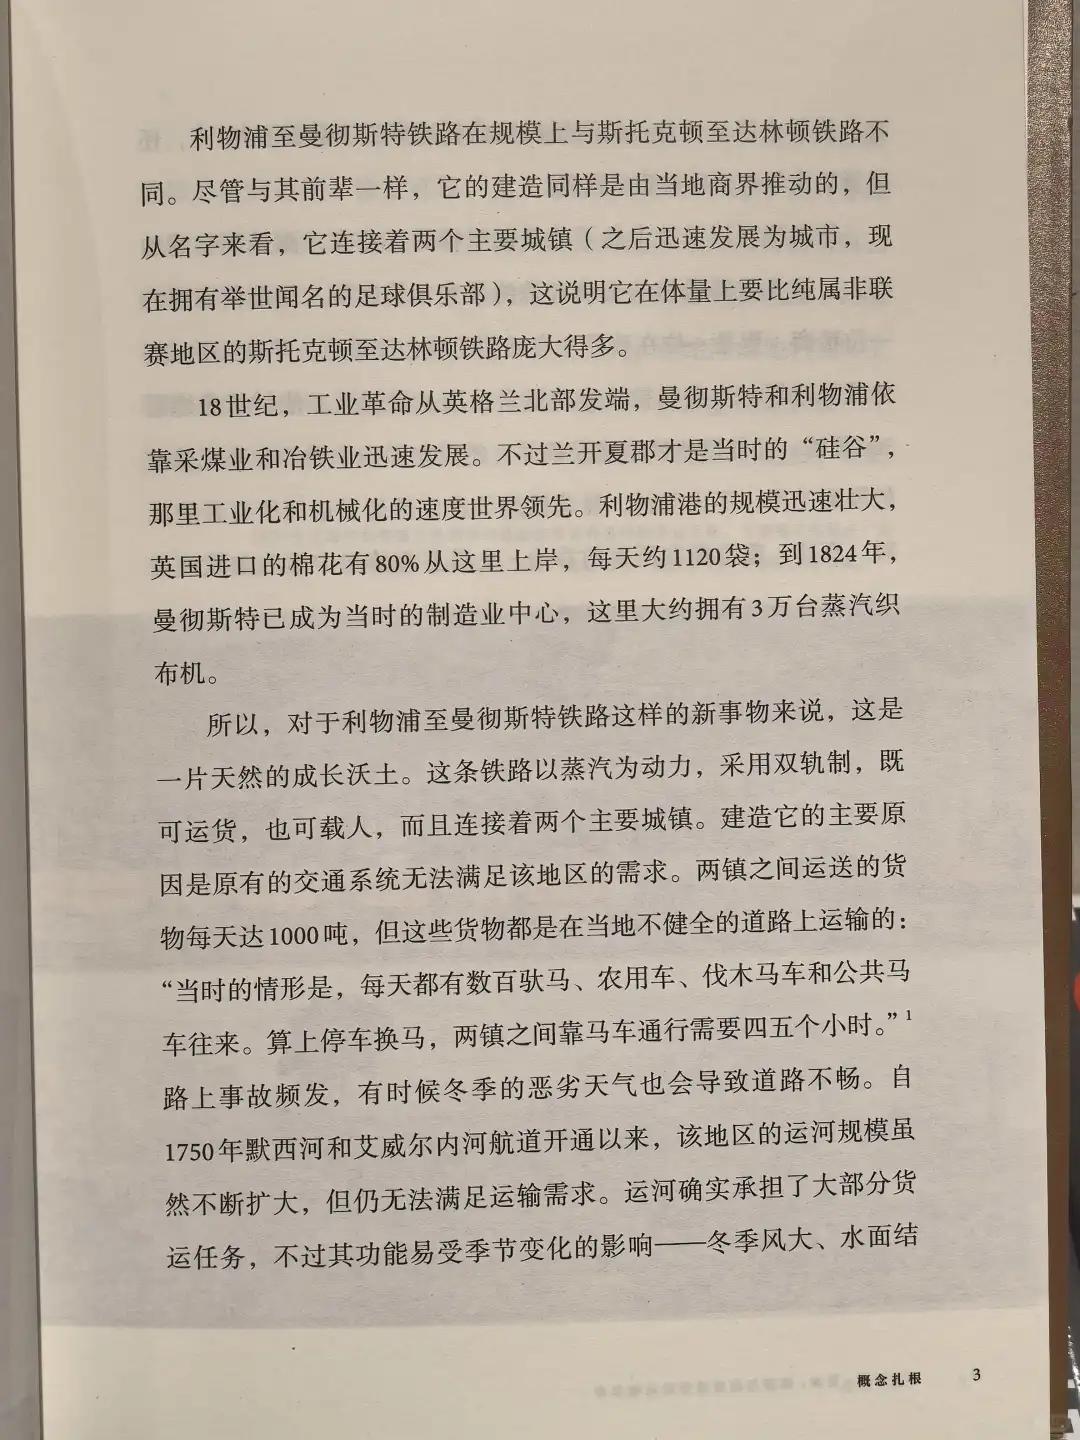 利物浦至曼彻斯特铁路在规模上与斯托克顿至达林顿铁路不
同。尽管与其前辈一样，它的建造同样是由当地商界推动的，但
从名字来看，它连接着两个主要城镇（之后迅速发展为城市，现
在拥有举世闻名的足球俱乐部），这说明它在体量上要比纯属非联
赛地区的斯托克顿至达林顿铁路庞大得多。
18世纪，工业革命从英格兰北部发端，曼彻斯特和利物浦依
靠采煤业和冶铁业迅速发展。不过兰开夏郡才是当时的“硅谷”，
那里工业化和机械化的速度世界领先。利物浦港的规模迅速壮大，
英国进口的棉花有80%从这里上岸，每天约1120袋；到1824年，
曼彻斯特已成为当时的制造业中心，这里大约拥有3万台蒸汽织
布机。
所以，对于利物浦至曼彻斯特铁路这样的新事物来说，这是
一片天然的成长沃土。这条铁路以蒸汽为动力，采用双轨制，既
可运货，也可载人，而且连接着两个主要城镇。建造它的主要原
因是原有的交通系统无法满足该地区的需求。两镇之间运送的货
物每天达1000吨，但这些货物都是在当地不健全的道路上运输的：
“当时的情形是，每天都有数百驮马、农用车、伐木马车和公共马
车往来。算上停车换马，两镇之间靠马车通行需要四五个小时。”1
路上事故频发，有时候冬季的恶劣天气也会导致道路不畅。自
1750年默西河和艾威尔内河航道开通以来，该地区的运河规模虽
然不断扩大，但仍无法满足运输需求。运河确实承担了大部分货
运任务，不过其功能易受季节变化的影响——冬季风大、水面结
概念扎根 3